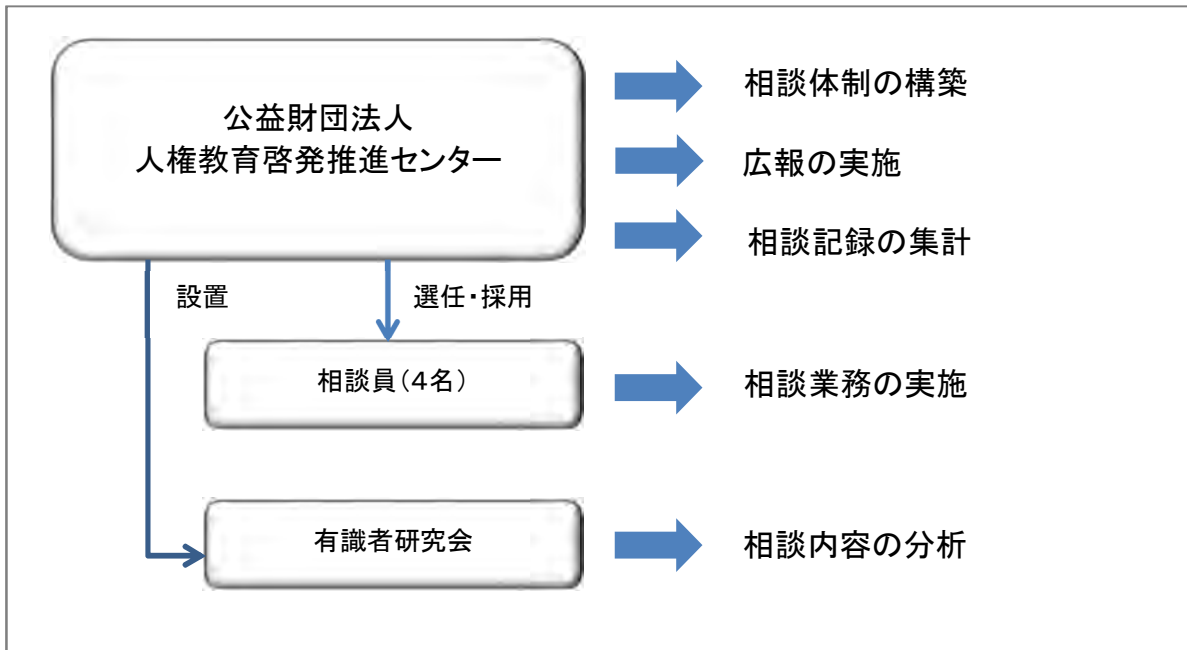 公益財団法人
人権教育啓発推進センター
相談体制の構築
広報の実施
相談記録の集計
設置
選任・採用
相談員（４名）
相談業務の実施
有識者研究会
相談内容の分析